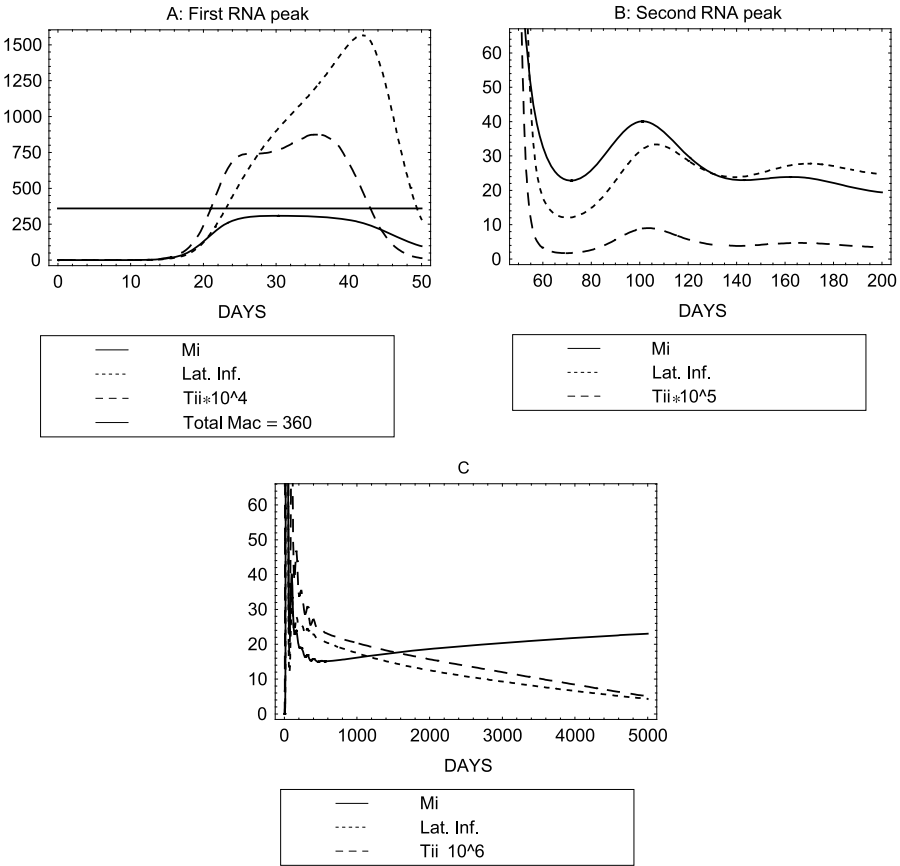 A: First RNA peak
1500
1250
1000
750
500
250
0
0 10 20 30 40 50
DAYS
Mi
Lat. Inf.
Tii*10^4
Total Mac = 360
B: Second RNA peak
60
50
40
30
20
10
0
60 80 100 120 140 160 180 200
DAYS
Mi
Lat. Inf.
Tii*10^5
C
60
50
40
30
20
10
0
0 1000 2000 3000 4000 5000
DAYS
Mi
Lat. Inf.
Tii 10^6